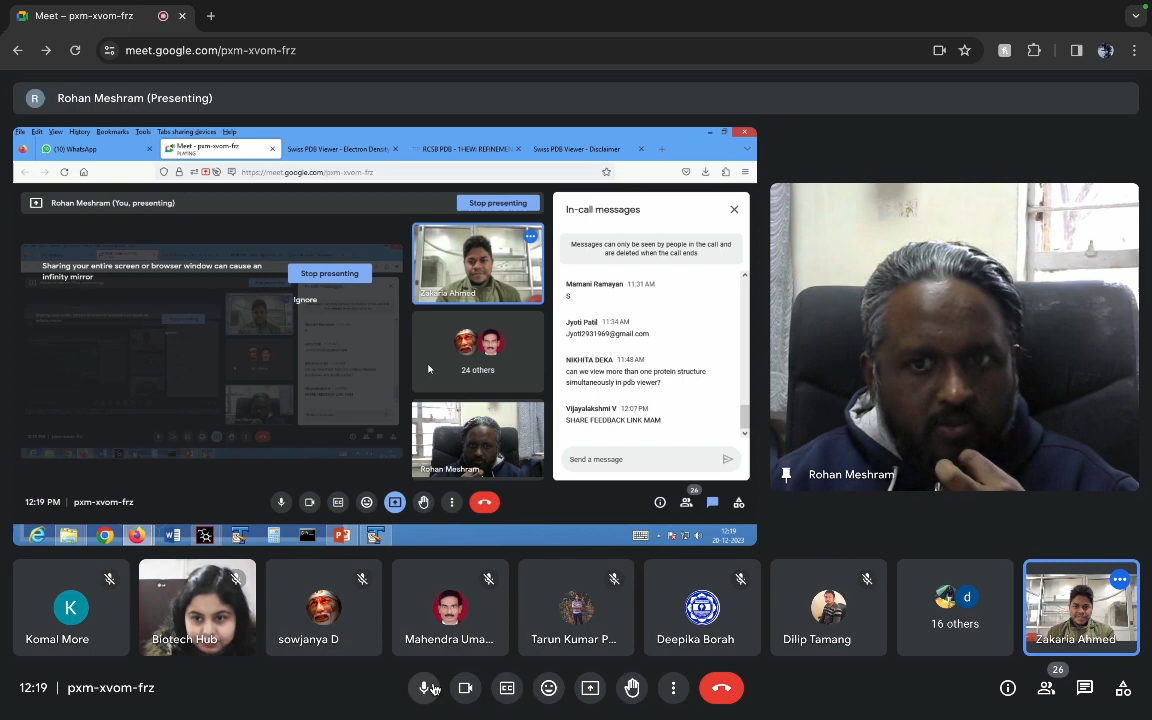 Meet – pxm-xvom-frz
meet.google.com/pxm-xvom-frz
R
Rohan Meshram (Presenting)
File Edit View History Bookmarks Tools Tabs sharing devices Help
(10) WhatsApp
Meet - pxm-xvom-frz
PLAYING
Swiss PDB Viewer - Electron Density
RCSB PDB - 1HEW: REFINEMEN
Swiss PDB Viewer - Disclaimer
https://meet.google.com/pxm-xvom-frz
Rohan Meshram (You, presenting)
Stop presenting
Sharing your entire screen or browser window can cause an
infinity mirror
Stop presenting
Ignore
Zakaria Ahmed
24 others
Rohan Meshram
In-call messages
Messages can only be seen by people in the call and
are deleted when the call ends
Mamani Ramayan 11:31 AM
S
Jyoti Patil 11:34 AM
Jyoti2931969@gmail.com
NIKHITA DEKA 11:48 AM
can we view more than one protein structure
simultaneously in pdb viewer?
Vijayalakshmi V 12:07 PM
SHARE FEEDBACK LINK MAM
Send a message
12:19 PM | pxm-xvom-frz
26
12:19
20-12-2023
Rohan Meshram
K
Komal More
Biotech Hub
sowjanya D
Mahendra Uma...
Tarun Kumar P...
Deepika Borah
Dilip Tamang
d
16 others
Zakaria Ahmed
12:19 | pxm-xvom-frz
26